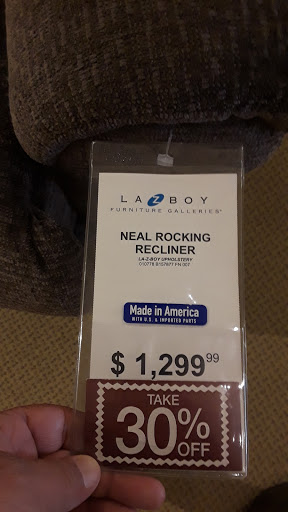 LA Z BOY
FURNITURE GALLERIES®
NEAL ROCKING
RECLINER
LA-Z-BOY UPHOLSTERY
Made in America
WITH U.S. & IMPORTED PARTS
$ 1,299 99
TAKE
30%
OFF